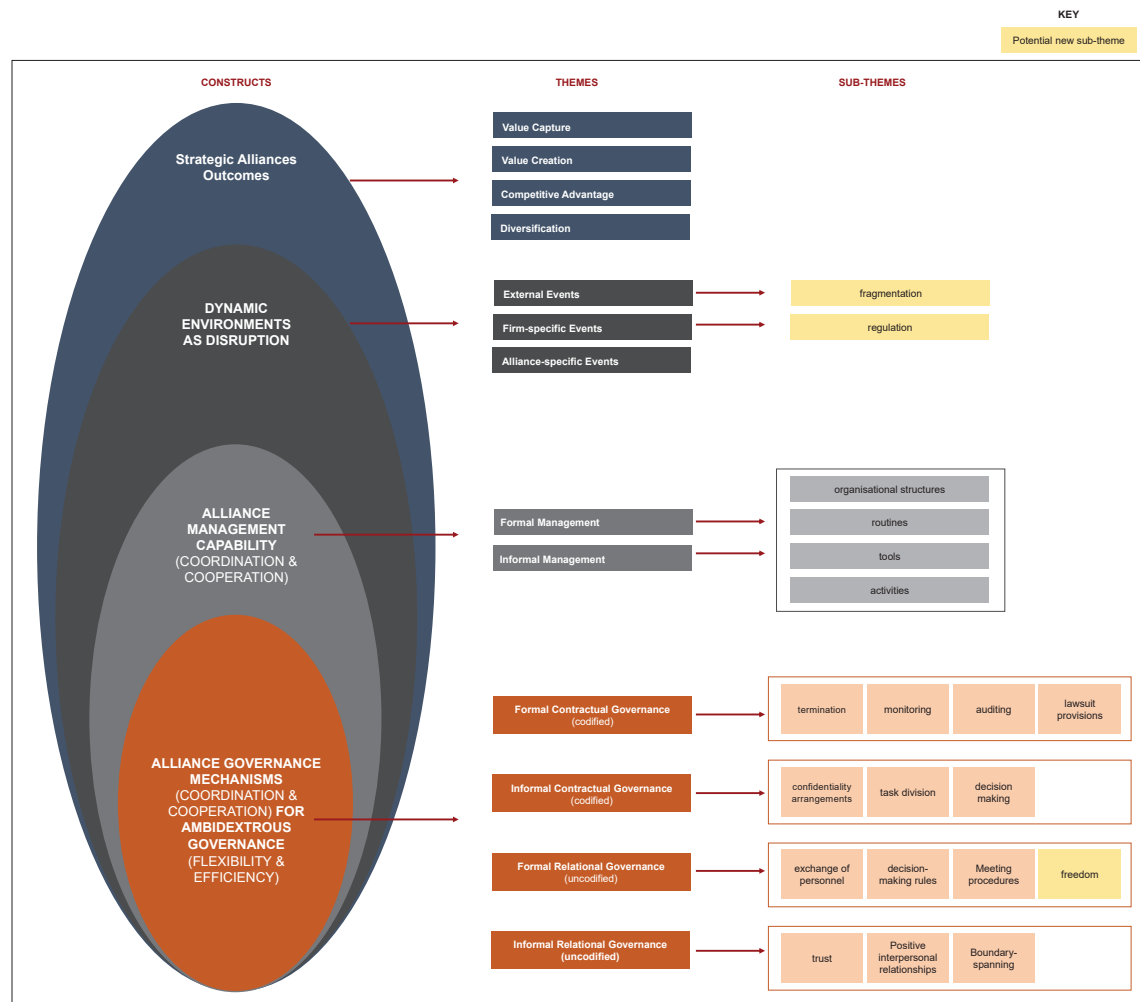 KEY
Potential new sub-theme
CONSTRUCTS
THEMES
SUB-THEMES
Strategic Alliances
Outcomes
Value Capture
Value Creation
Competitive Advantage
Diversification
DYNAMIC
ENVIRONMENTS
AS DISRUPTION
External Events
Firm-specific Events
Alliance-specific Events
fragmentation
regulation
ALLIANCE
MANAGEMENT
CAPABILITY
(COORDINATION &
COOPERATION)
Formal Management
Informal Management
organisational structures
routines
tools
activities
ALLIANCE GOVERNANCE
MECHANISMS
(COORDINATION &
COOPERATION) FOR
AMBIDEXTROUS
GOVERNANCE
(FLEXIBILITY &
EFFICIENCY)
Formal Contractual Governance
(codified)
termination
monitoring
auditing
lawsuit
provisions
Informal Contractual Governance
(codified)
confidentiality
arrangements
task division
decision
making
Formal Relational Governance
(uncodified)
exchange of
personnel
decision-
making rules
Meeting
procedures
freedom
Informal Relational Governance
(uncodified)
trust
Positive
interpersonal
relationships
Boundary-
spanning